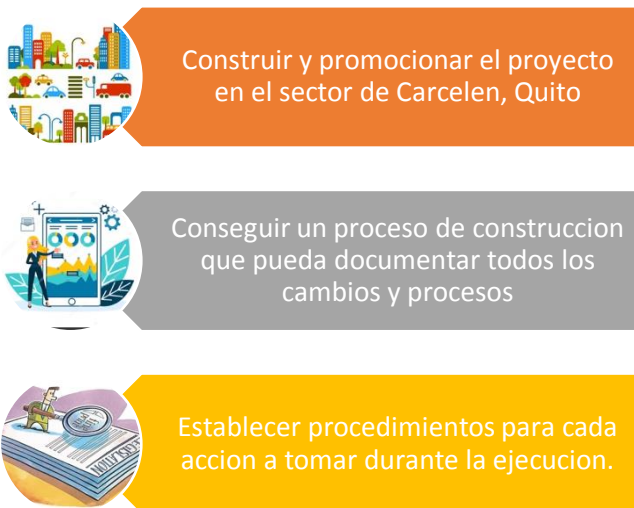 Construir y promocionar el proyecto
en el sector de Carcelen, Quito
Conseguir un proceso de construccion
que pueda documentar todos los
cambios y procesos
Establecer procedimientos para cada
accion a tomar durante la ejecucion.
LEGISLATION